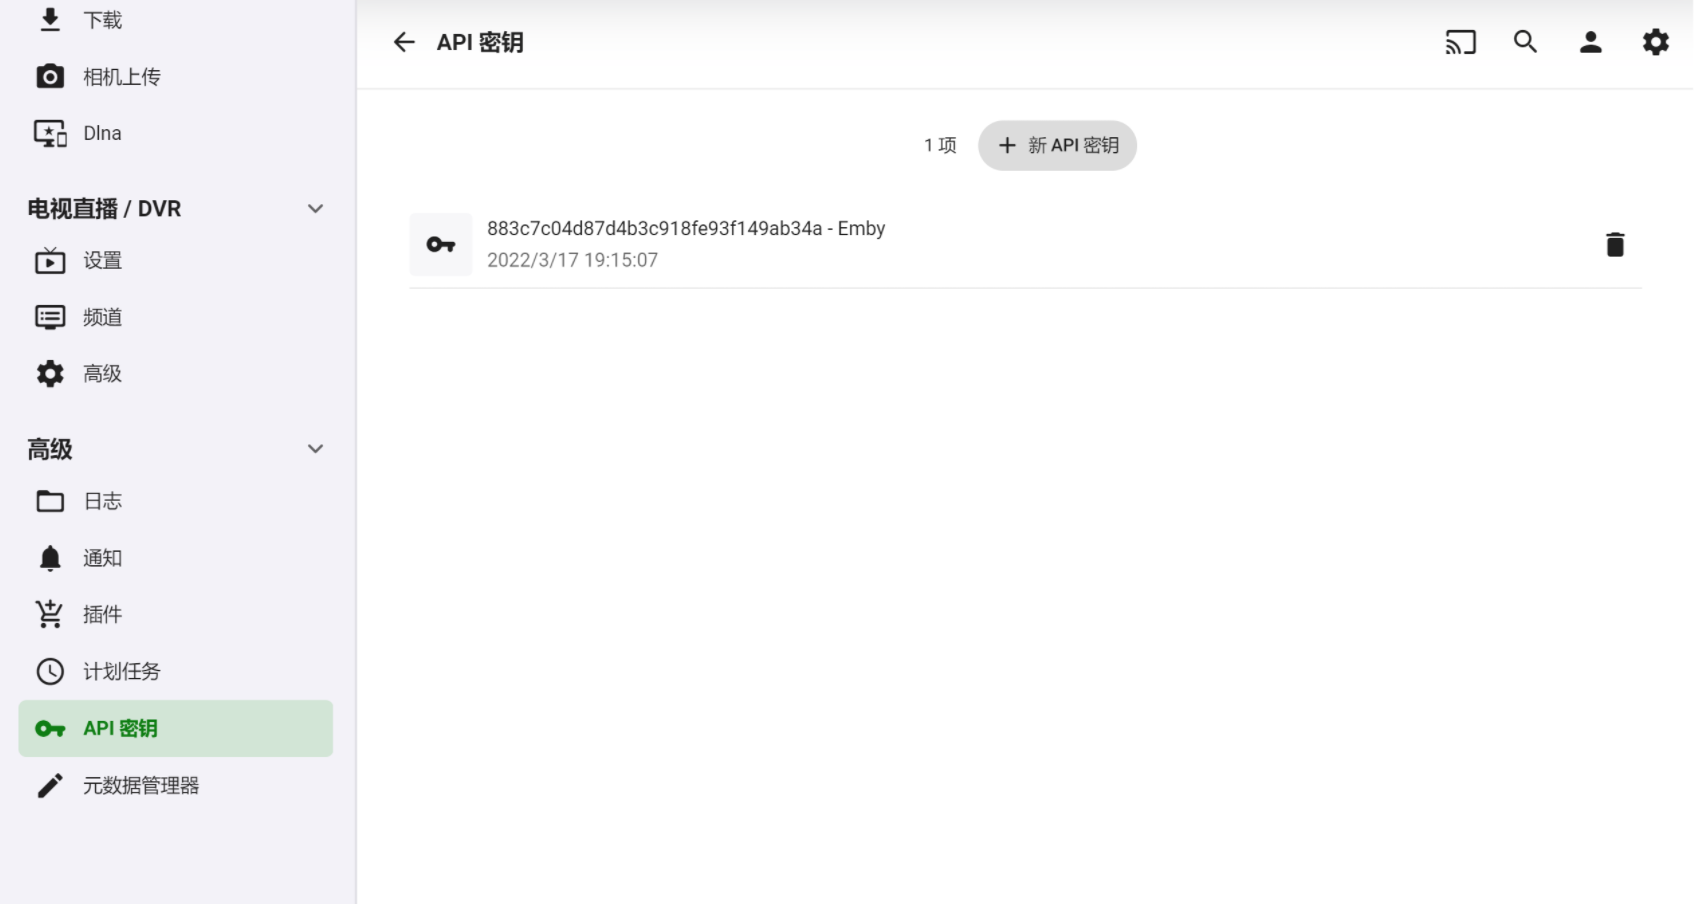 下载
相机上传
Dlna
电视直播 / DVR
设置
频道
高级
高级
日志
通知
插件
计划任务
API 密钥
元数据管理器
API 密钥
1 项
新 API 密钥
883c7c04d87d4b3c918fe93f149ab34a - Emby
2022/3/17 19:15:07